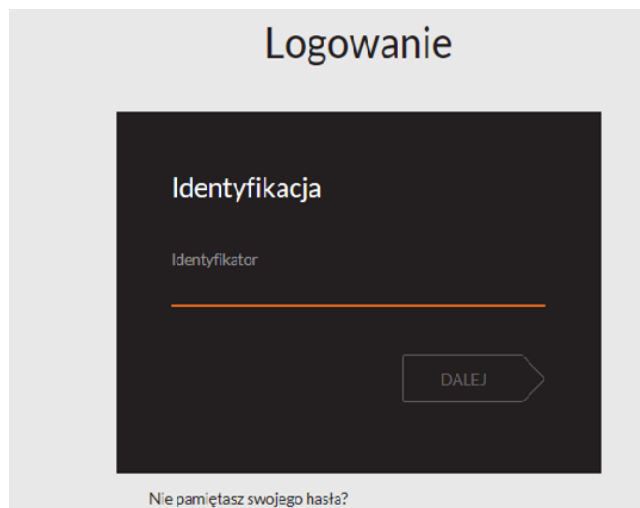 Logowanie
Identyfikacja
Identyfikator
DALEJ
Nie pamiętasz swojego hasła?